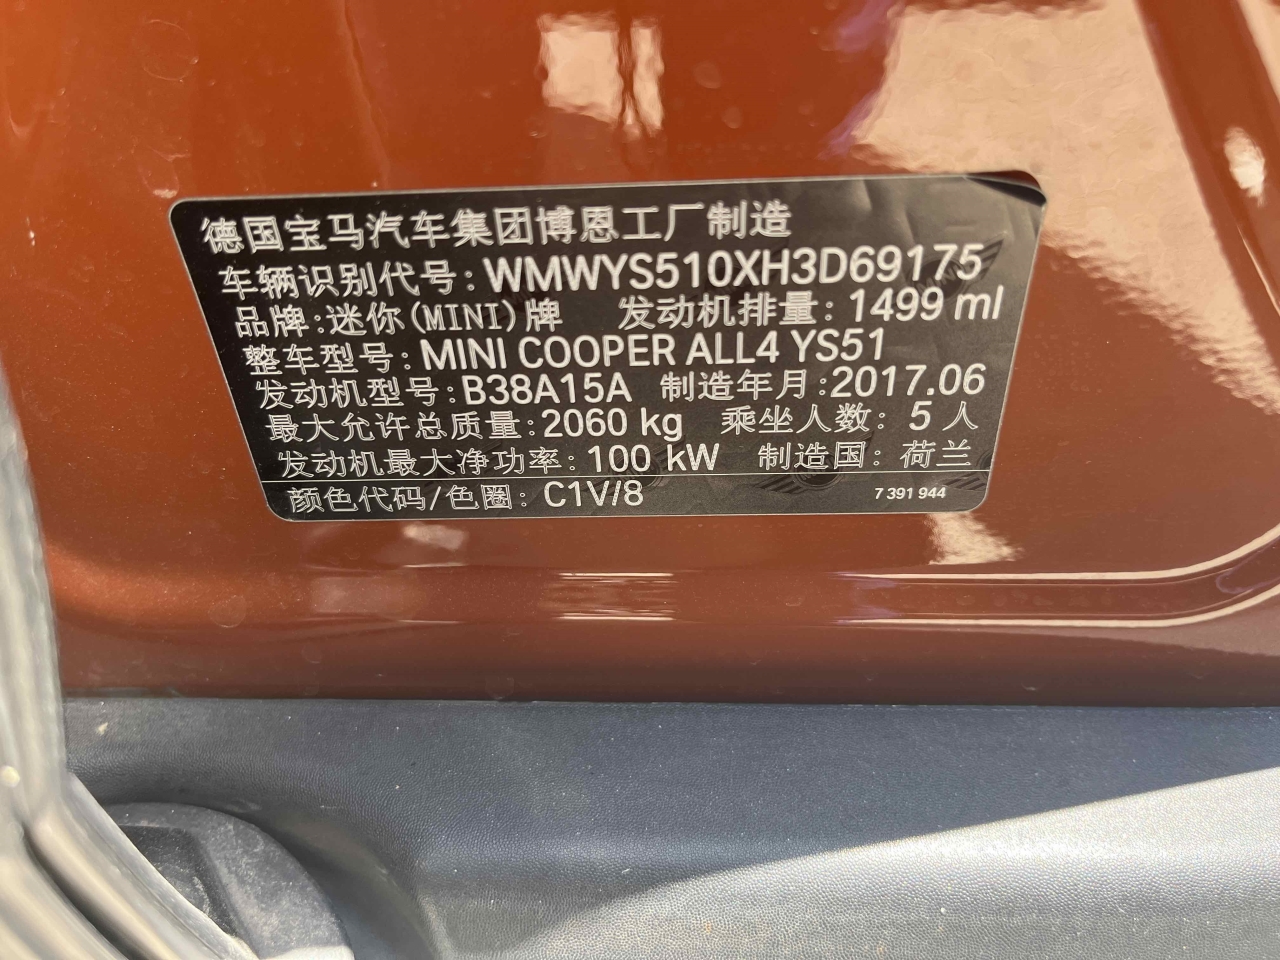 德国宝马汽车集团博恩工厂制造
车辆识别代号: WMWYS510XH3D69175
品牌:迷你(MINI)牌 发动机排量: 1499 ml
整车型号: MINI COOPER ALL4 YS51
发动机型号: B38A15A 制造年月:2017.06
最大允许总质量: 2060 kg 乘坐人数: 5 人
发动机最大净功率: 100 kW 制造国: 荷兰
颜色代码/色圈: C1V/8 7 391 944